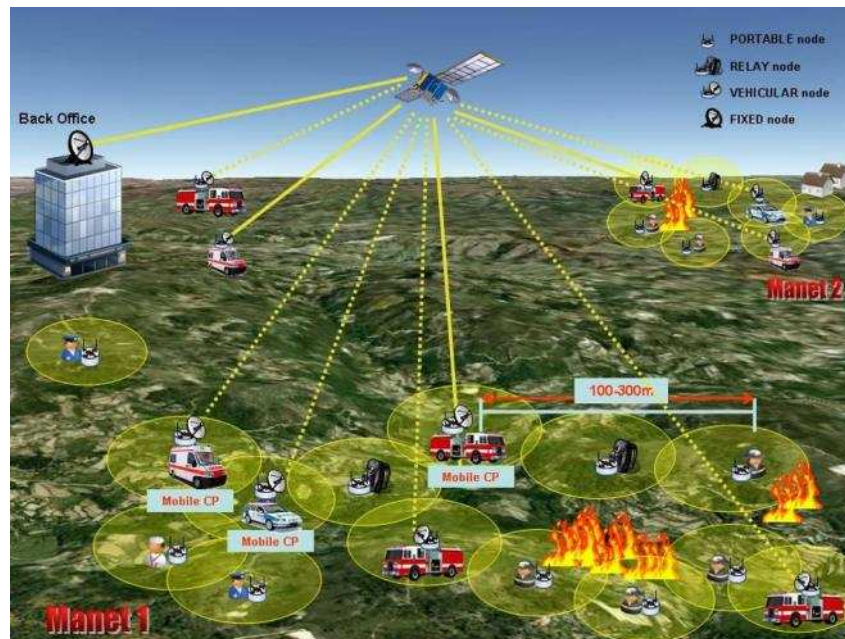 PORTABLE node
RELAY node
VEHICULAR node
FIXED node
Back Office
Manet 2
100-300m
Mobile CP
Mobile CP
Mobile CP
Manet 1